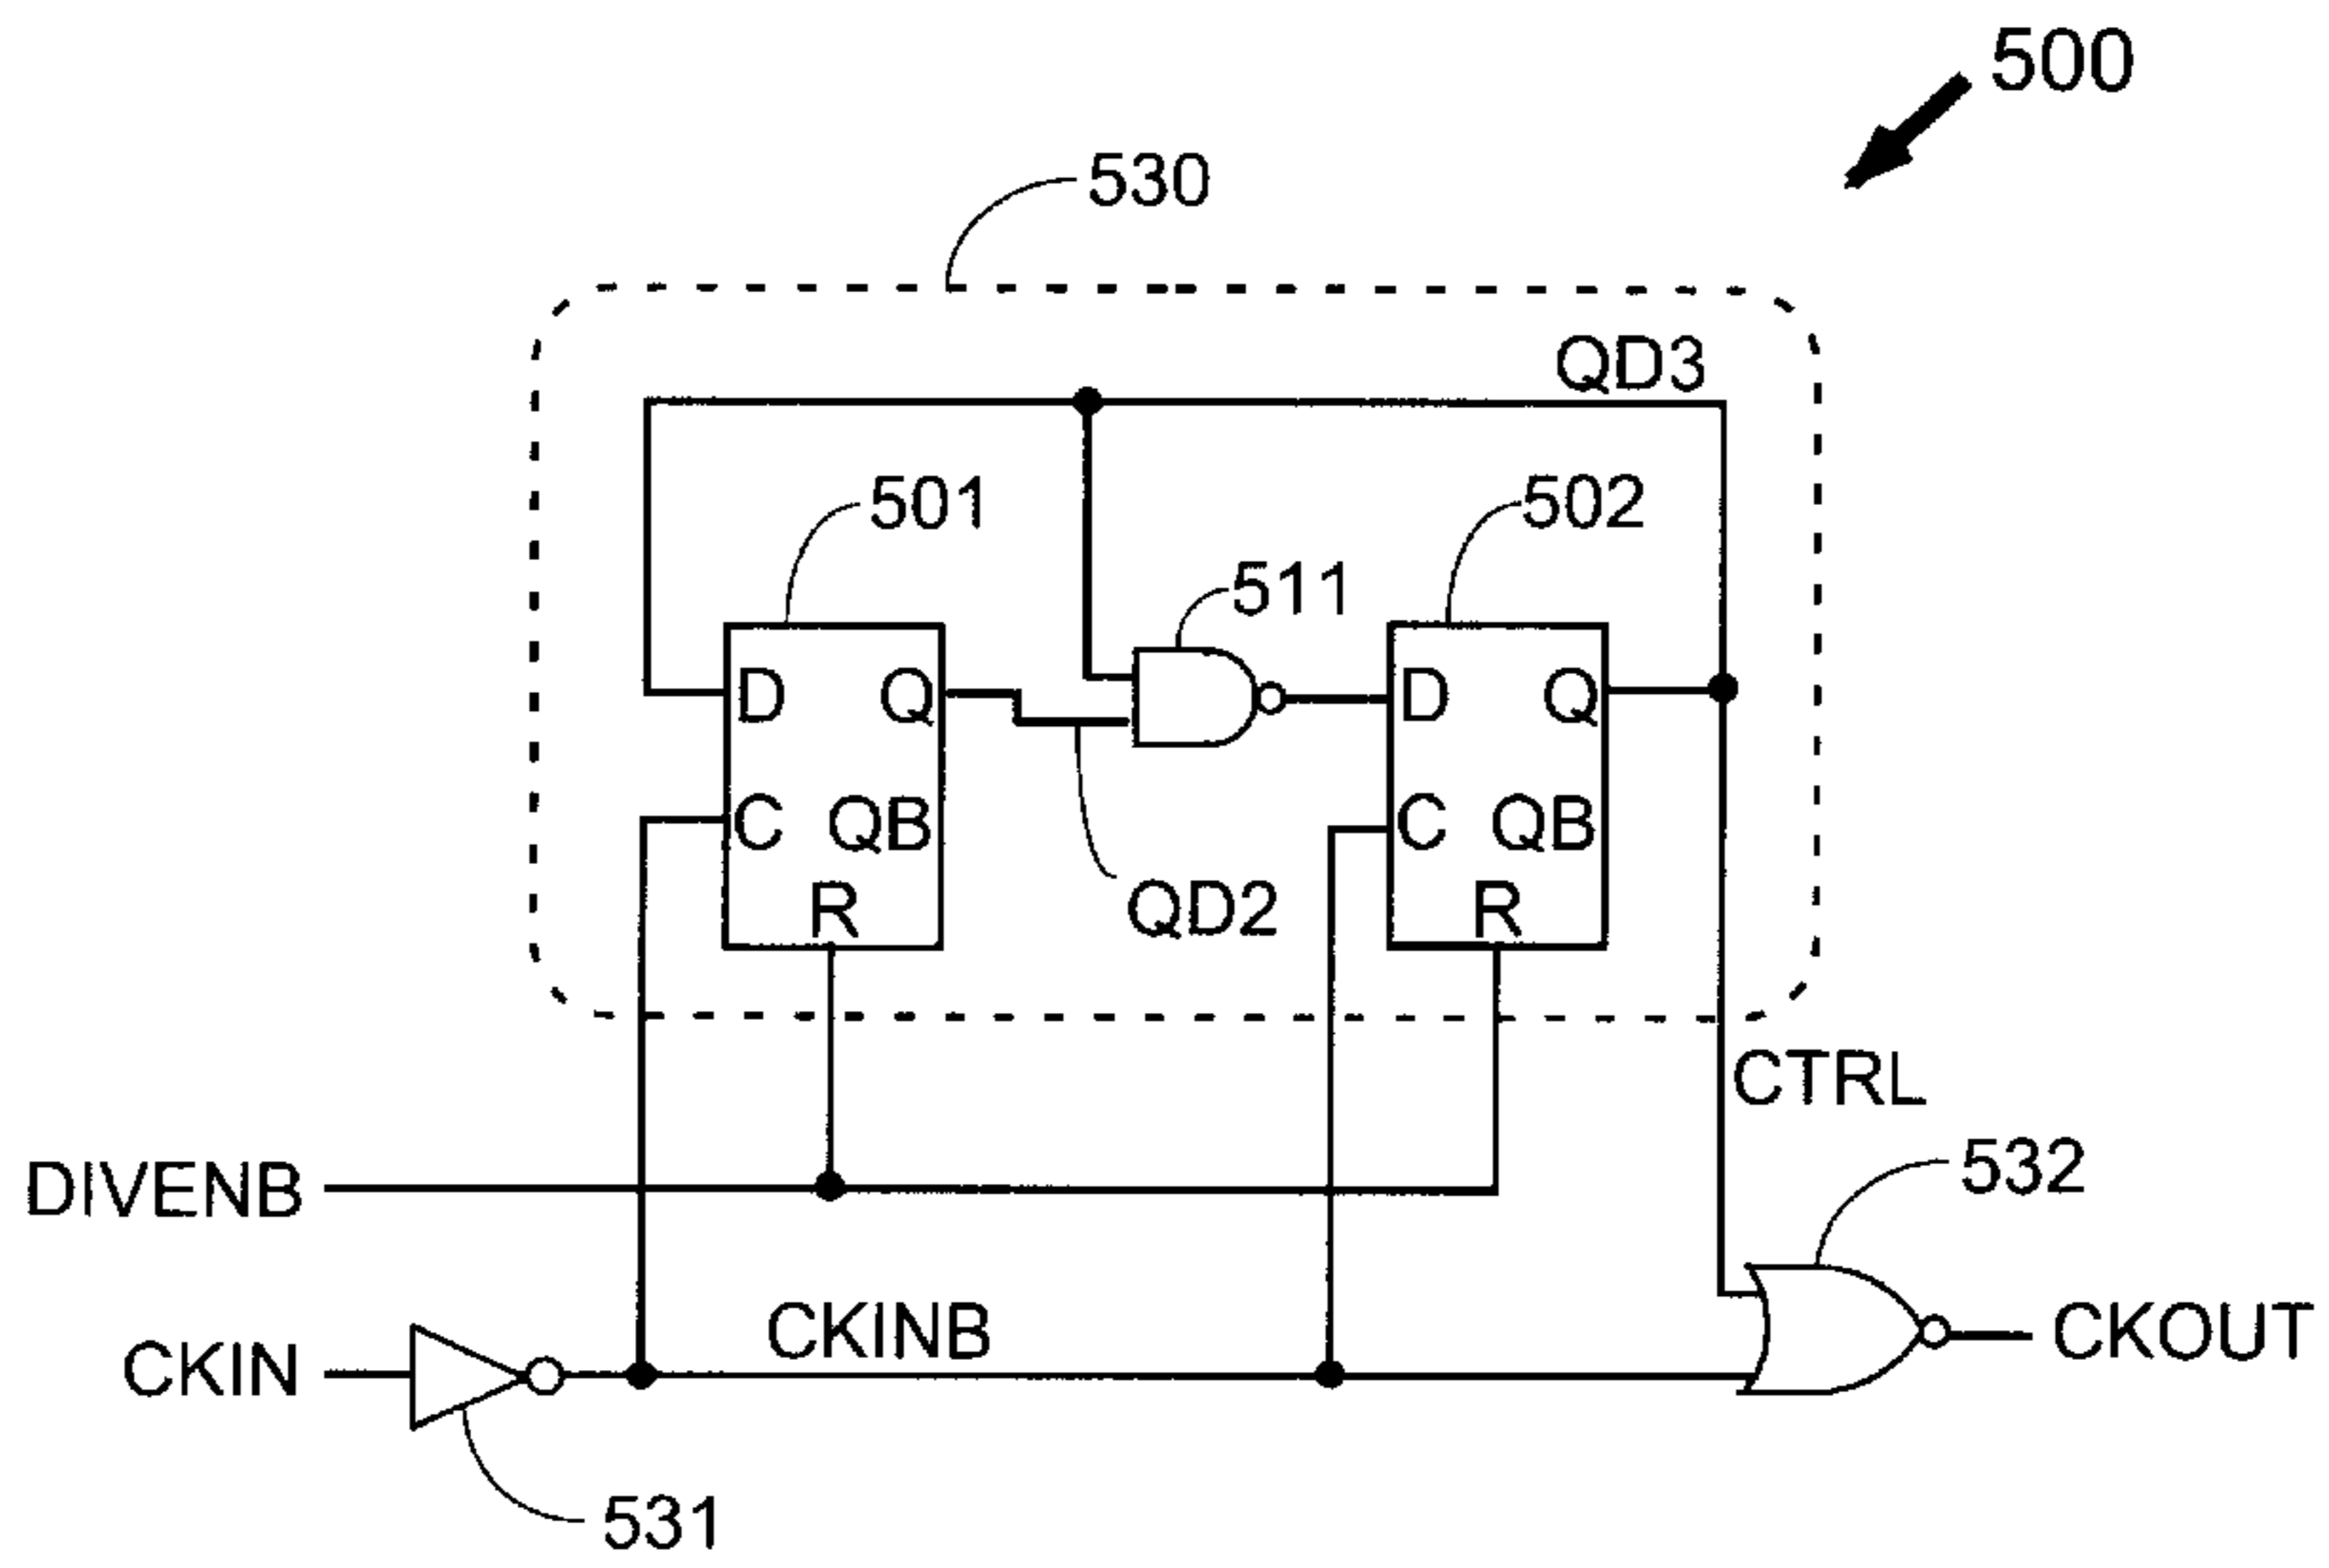 500
530
QD3
501
502
511
D
Q
D
Q
C
QB
C
QB
R
QD2
R
CTRL
DIVENB
532
CKINB
CKOUT
CKIN
531